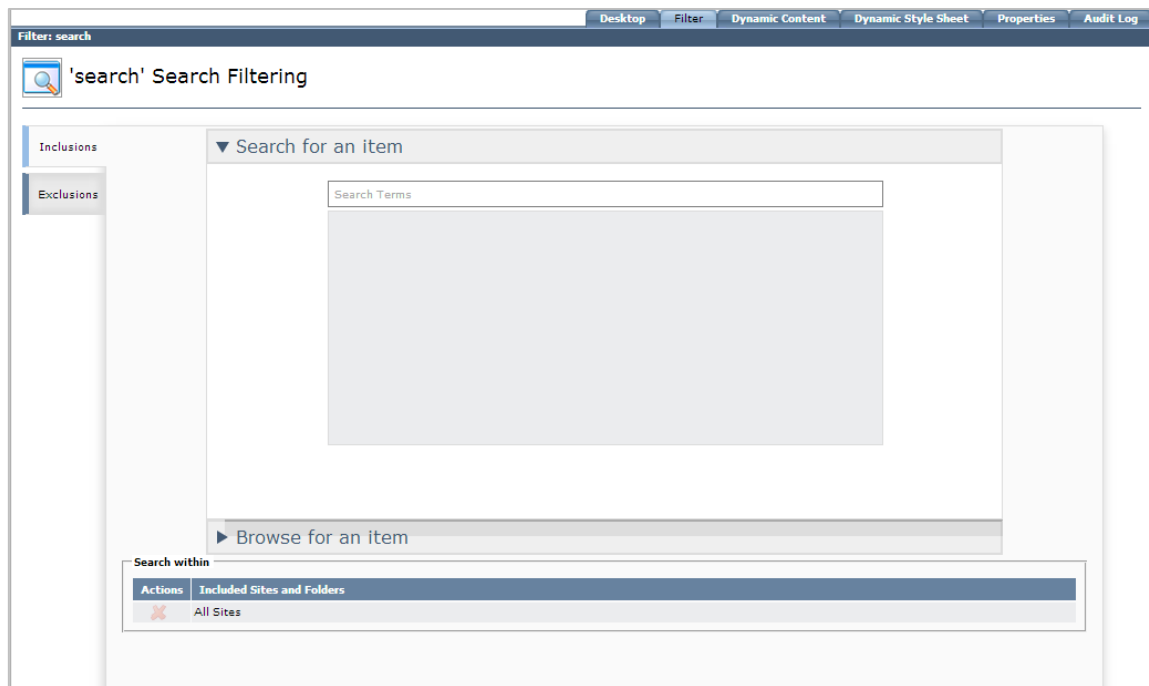 Desktop Filter Dynamic Content Dynamic Style Sheet Properties Audit Log
Filter: search
'search' Search Filtering
Inclusions
Exclusions
Search for an item
Search Terms
Browse for an item
Search within
Actions Included Sites and Folders
All Sites